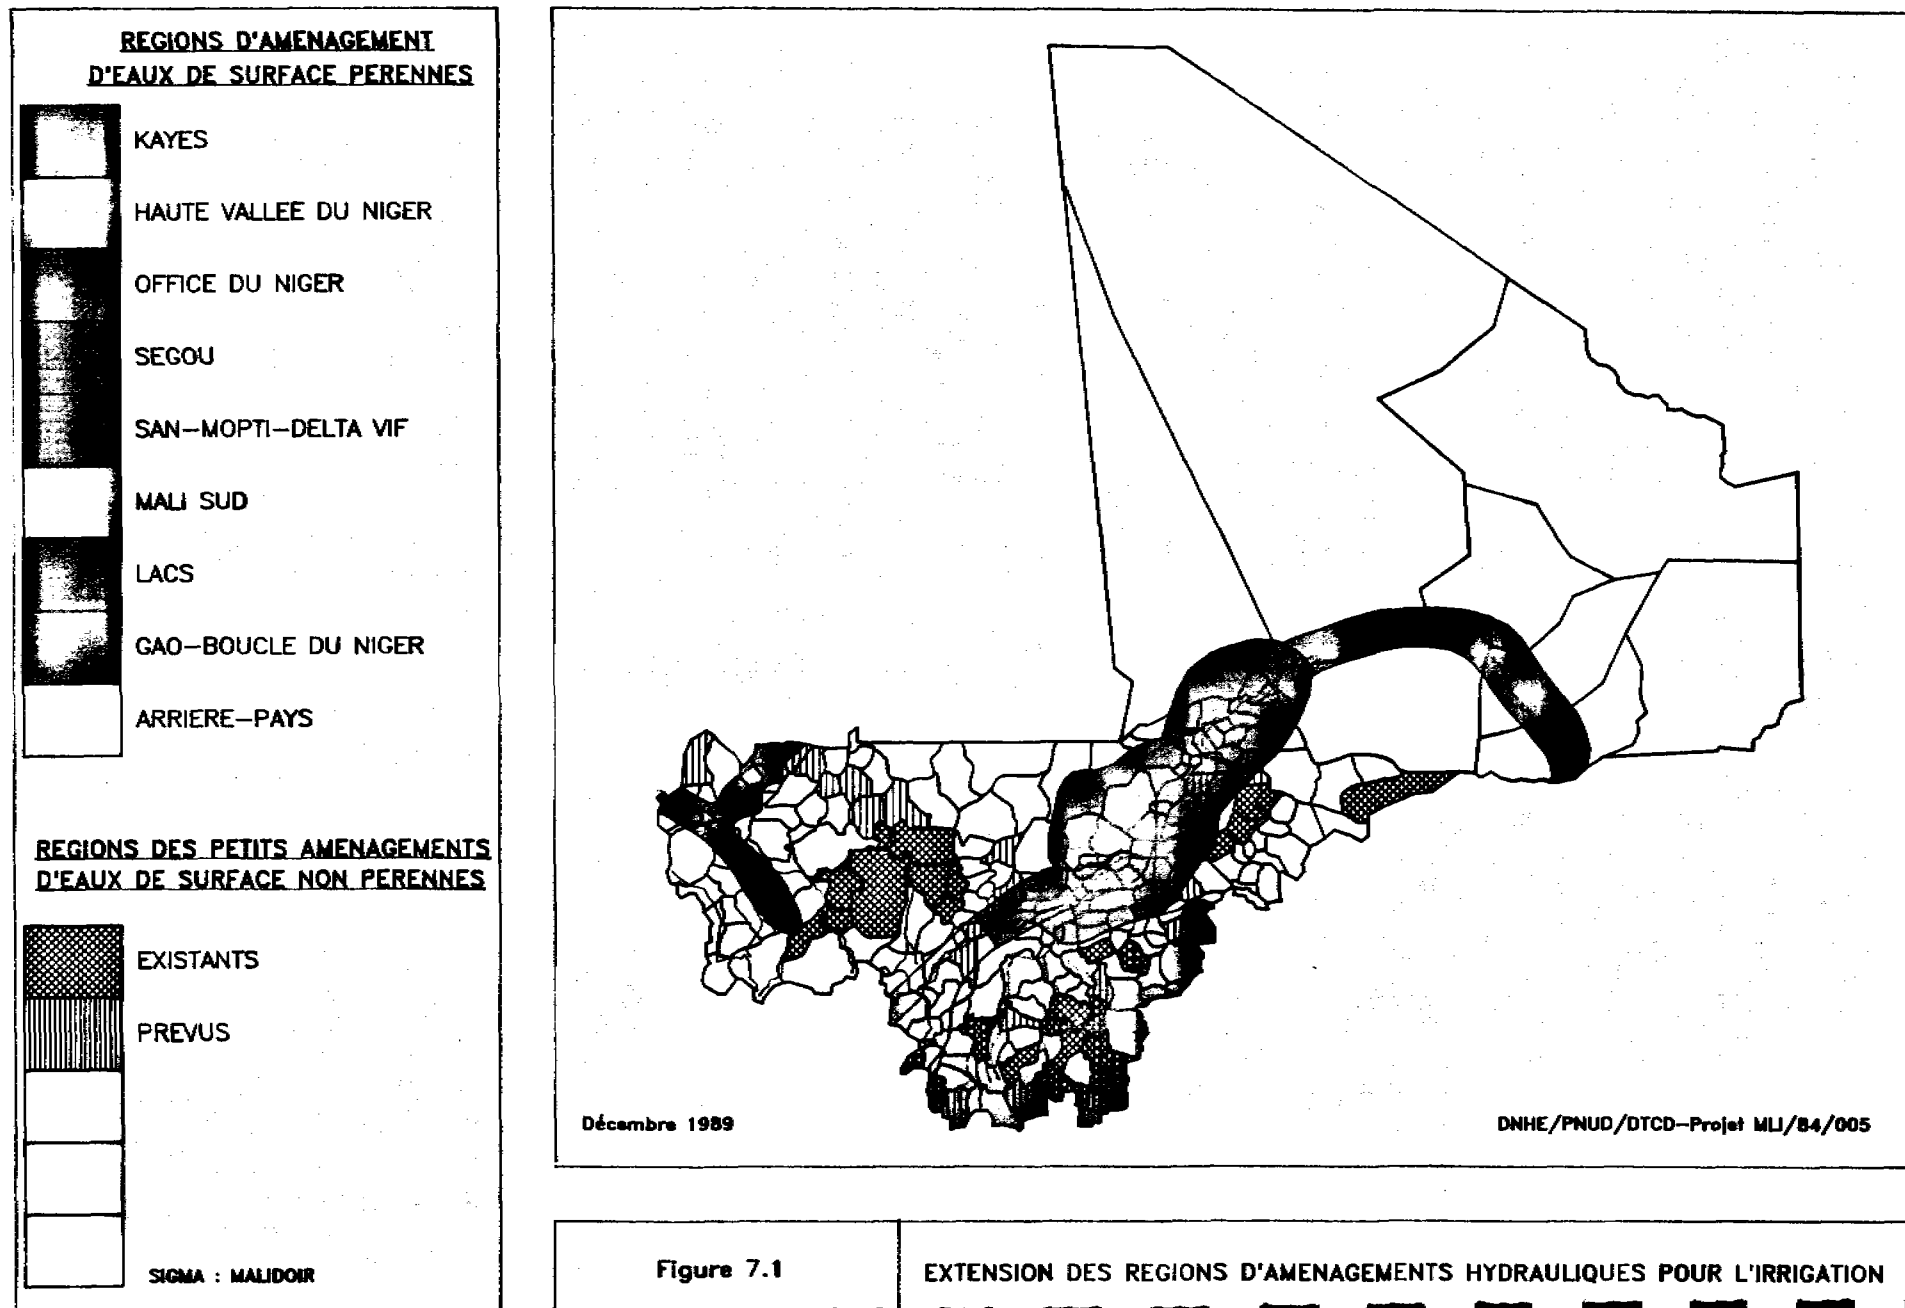 REGIONS D'AMENAGEMENT
D'EAUX DE SURFACE PERENNES
KAYES
HAUTE VALLEE DU NIGER
OFFICE DU NIGER
SEGOU
SAN-MOPTI-DELTA VIF
MALI SUD
LACS
GAO-BOUCLE DU NIGER
ARRIERE-PAYS
REGIONS DES PETITS AMENAGEMENTS
D'EAUX DE SURFACE NON PERENNES
EXISTANTS
PREVUS
SIGMA : MALIDOIR
Décembre 1989
DNHE/PNUD/DTCD-Projet MLI/84/005
Figure 7.1
EXTENSION DES REGIONS D'AMENAGEMENTS HYDRAULIQUES POUR L'IRRIGATION